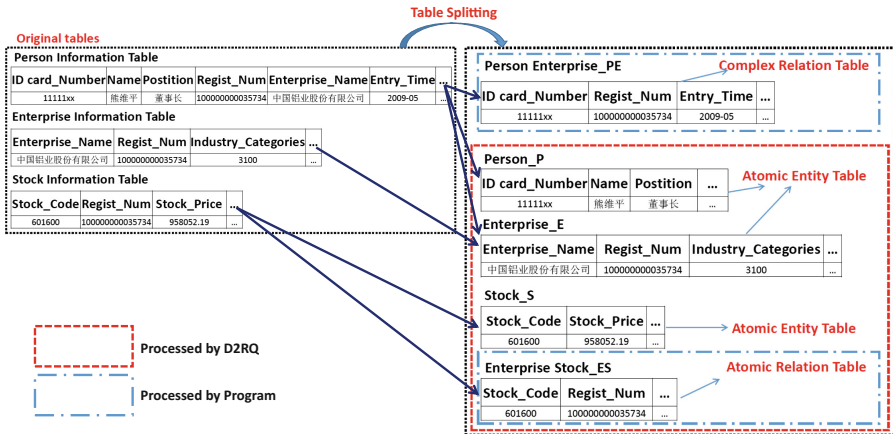 Table Splitting
Original tables
Person Information Table
ID card_Number Name Postition Regist_Num Enterprise_Name Entry_Time ...
11111xx 熊维平 董事长 100000000035734 中国铝业股份有限公司 2009-05 ...
Enterprise Information Table
Enterprise_Name Regist_Num Industry_Categories ...
中国铝业股份有限公司 100000000035734 3100 ...
Stock Information Table
Stock_Code Regist_Num Stock_Price ...
601600 100000000035734 958052.19 ...
Processed by D2RQ
Processed by Program
Person Enterprise_PE
Complex Relation Table
ID card_Number Regist_Num Entry_Time ...
11111xx 100000000035734 2009-05 ...
Person_P
Atomic Entity Table
ID card_Number Name Postition ...
11111xx 熊维平 董事长 ...
Enterprise_E
Enterprise_Name Regist_Num Industry_Categories ...
中国铝业股份有限公司 100000000035734 3100 ...
Stock_S
Stock_Code Stock_Price ...
Atomic Entity Table
601600 958052.19 ...
Enterprise Stock_ES
Atomic Relation Table
Stock_Code Regist_Num ...
601600 100000000035734 ...